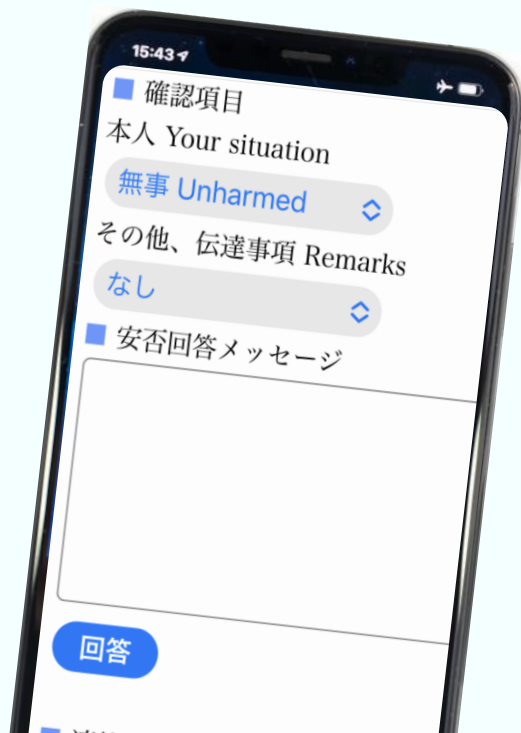 15:43
確認項目
本人 Your situation
無事 Unharmed
その他、伝達事項 Remarks
なし
安否回答メッセージ
回答